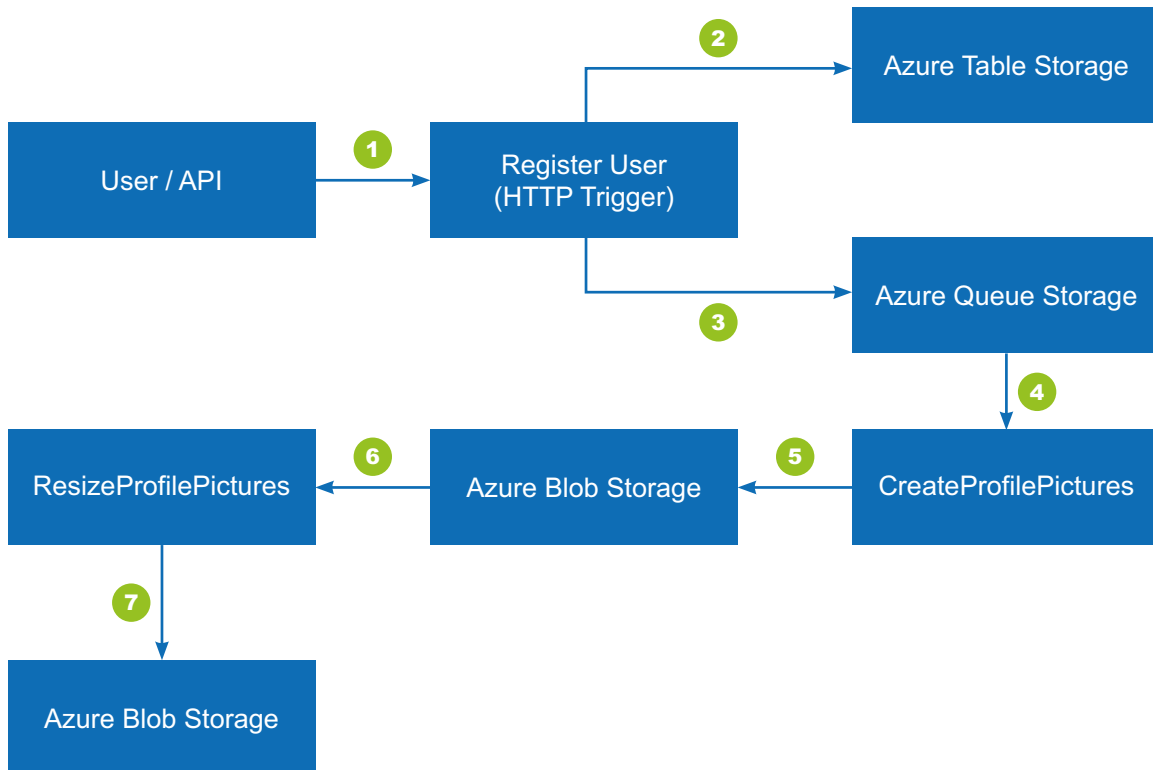 2
Azure Table Storage
1
User / API
Register User
(HTTP Trigger)
Azure Queue Storage
3
4
6
5
ResizeProfilePictures
Azure Blob Storage
CreateProfilePictures
7
Azure Blob Storage